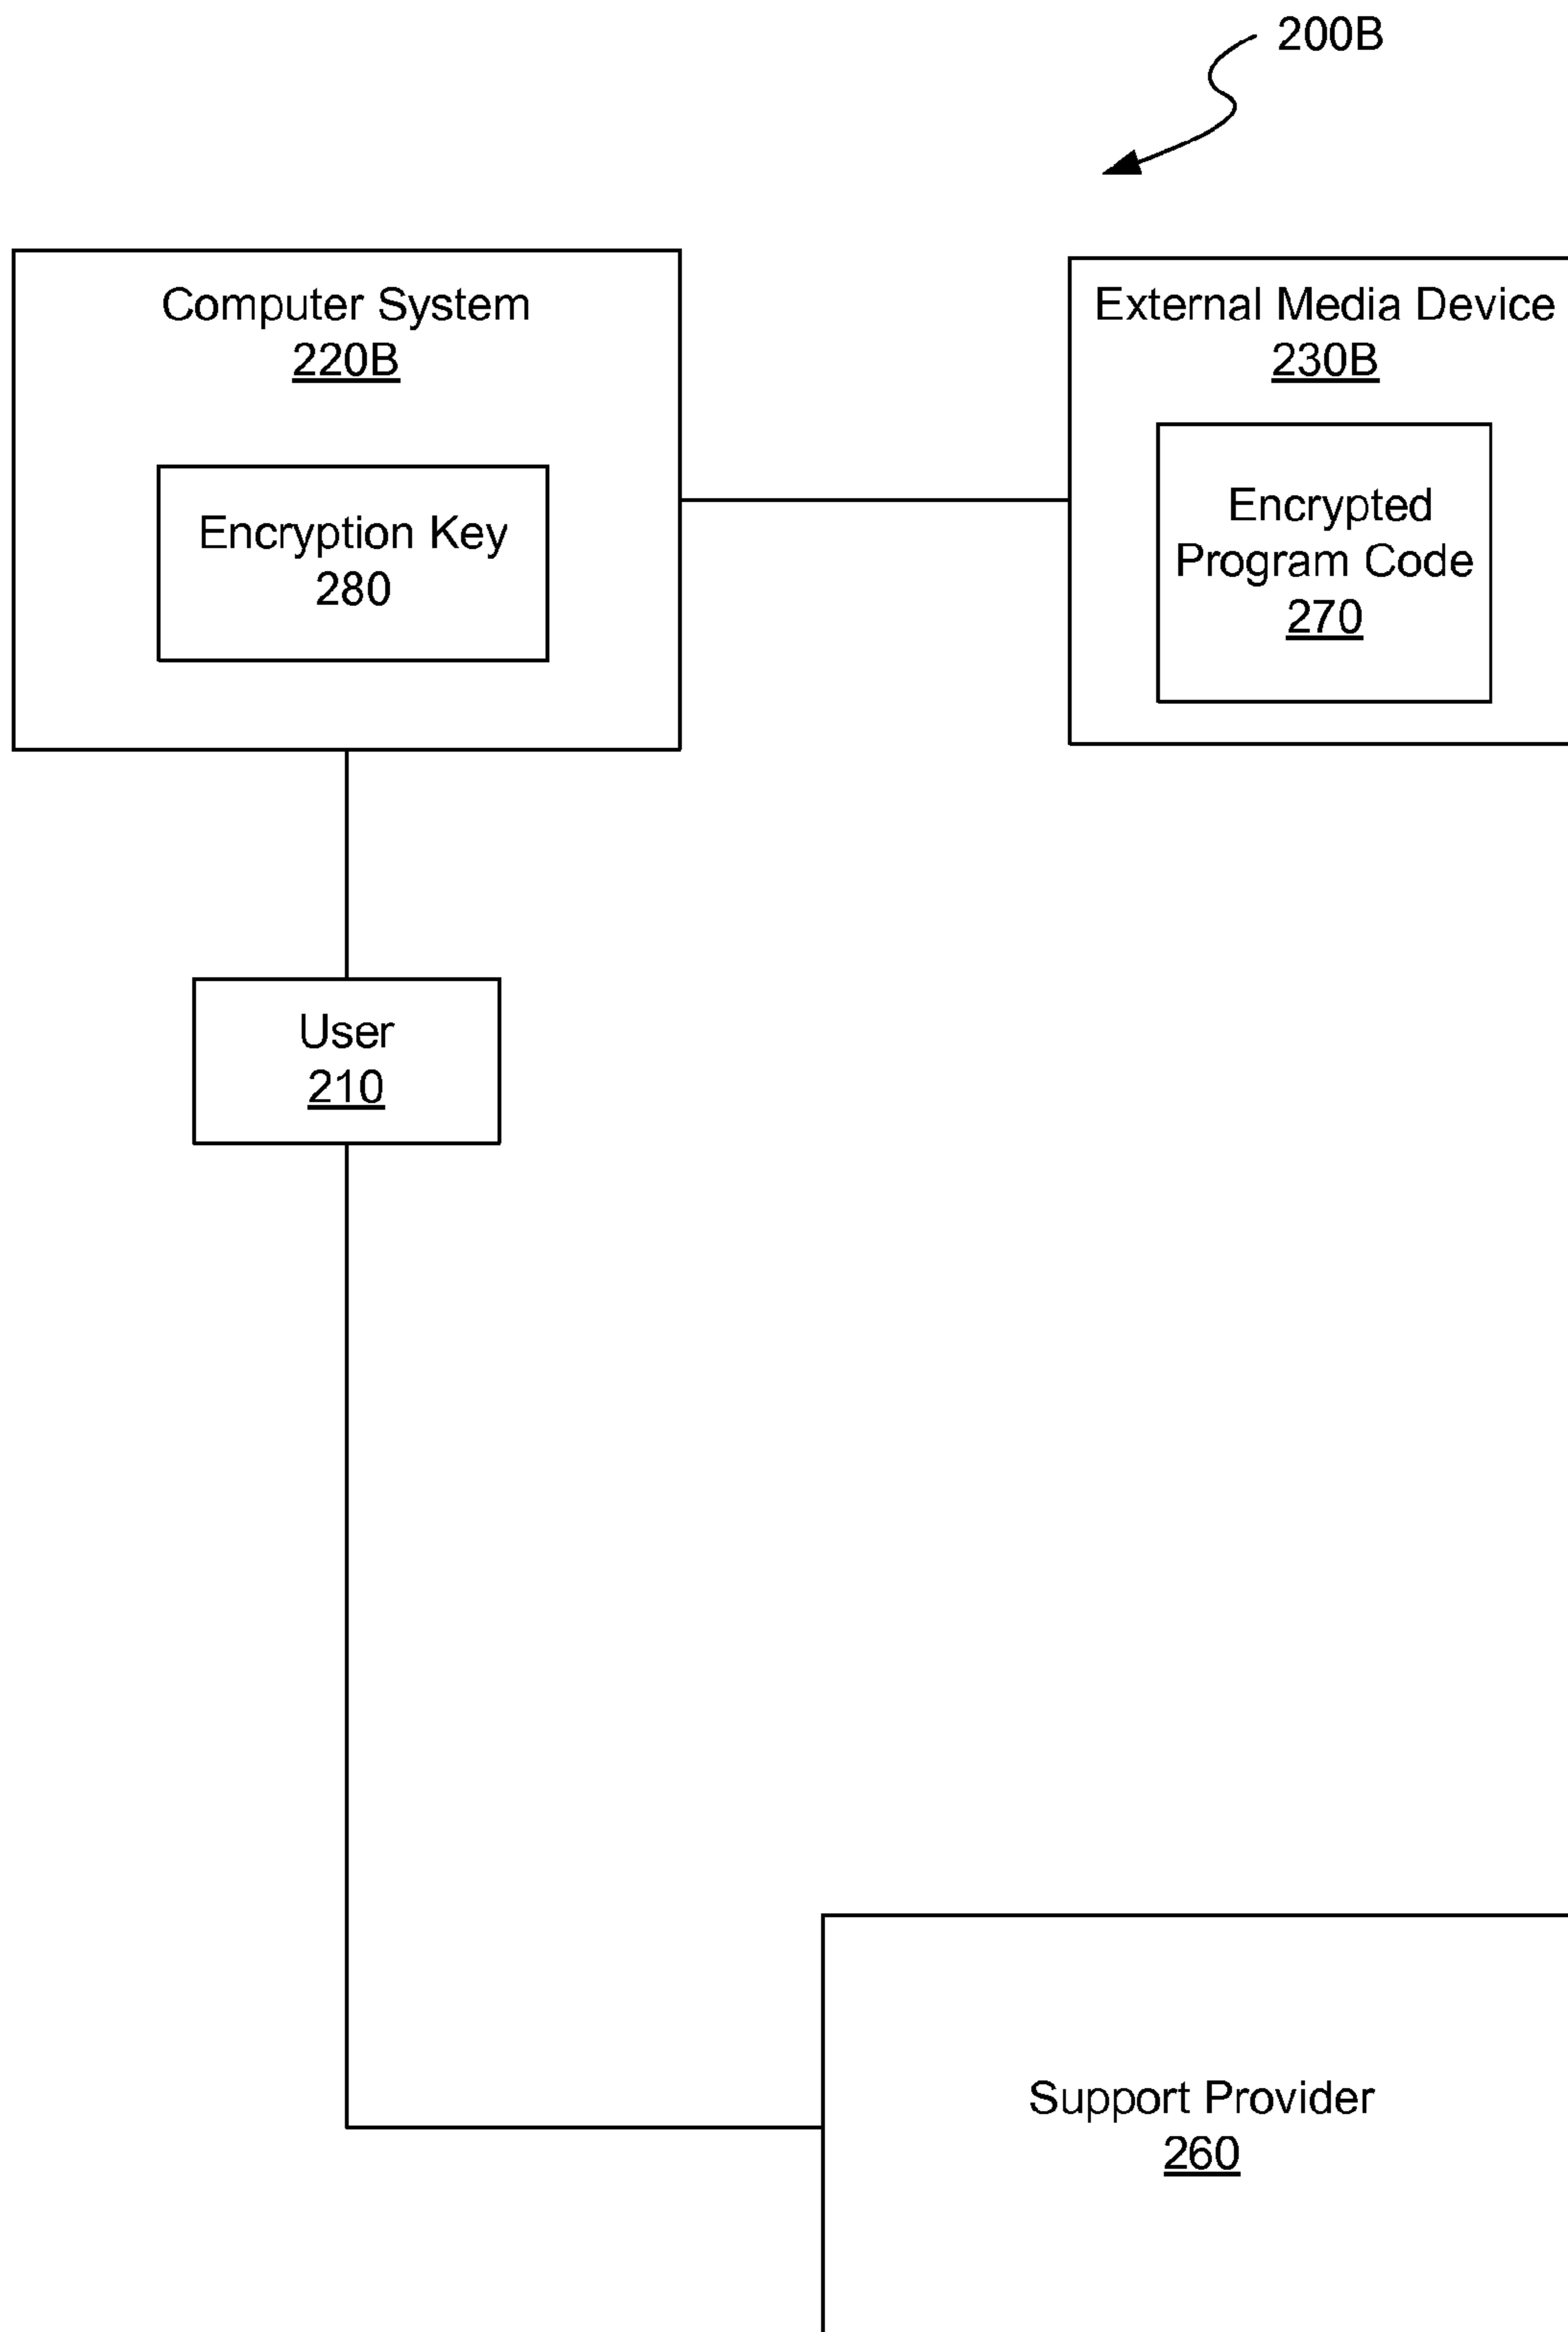 200B
Computer System
220B
Encryption Key
280
External Media Device
230B
Encrypted
Program Code
270
User
210
Support Provider
260